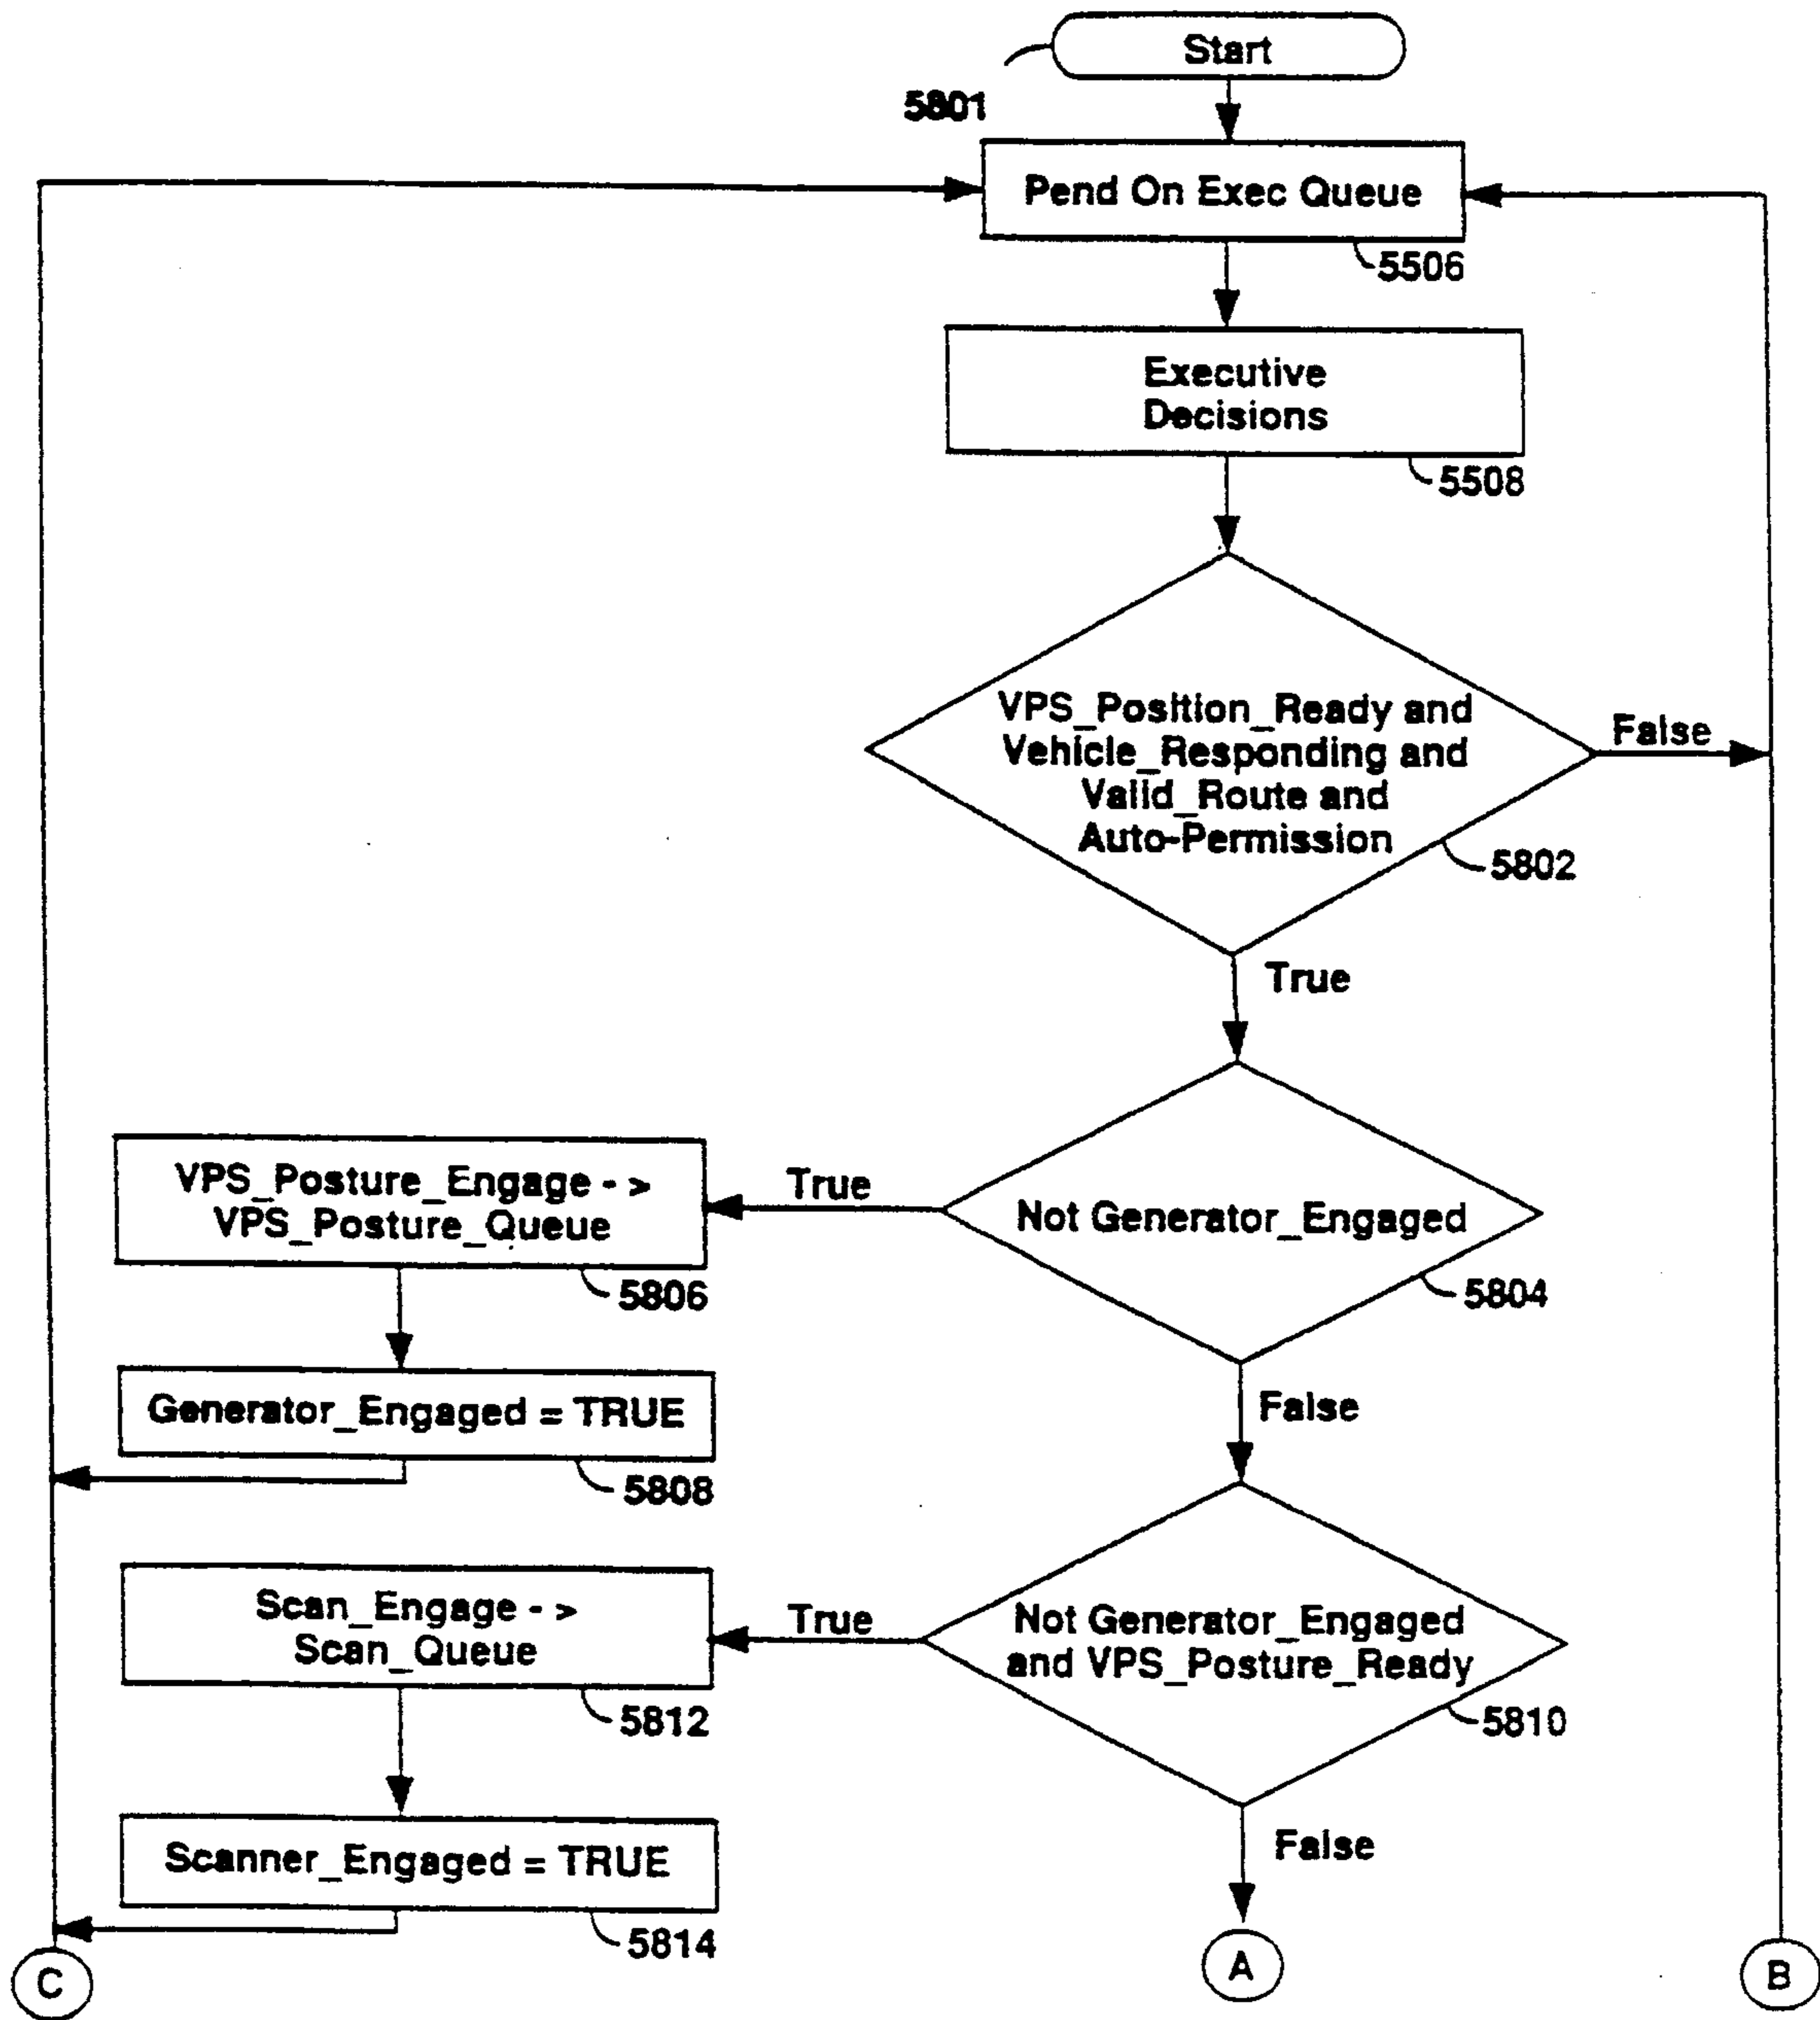 Start
5801
Pend On Exec Queue
5506
Executive
Decisions
5508
VPS_Position_Ready and
Vehicle_Responding and
Valid_Route and
Auto-Permission
False
5802
True
VPS_Posture_Engage - >
VPS_Posture_Queue
5806
True
Not Generator_Engaged
5804
Generator_Engaged = TRUE
5808
False
Scan_Engage - >
Scan_Queue
5812
True
Not Generator_Engaged
and VPS_Posture_Ready
5810
Scanner_Engaged = TRUE
5814
False
C
A
B